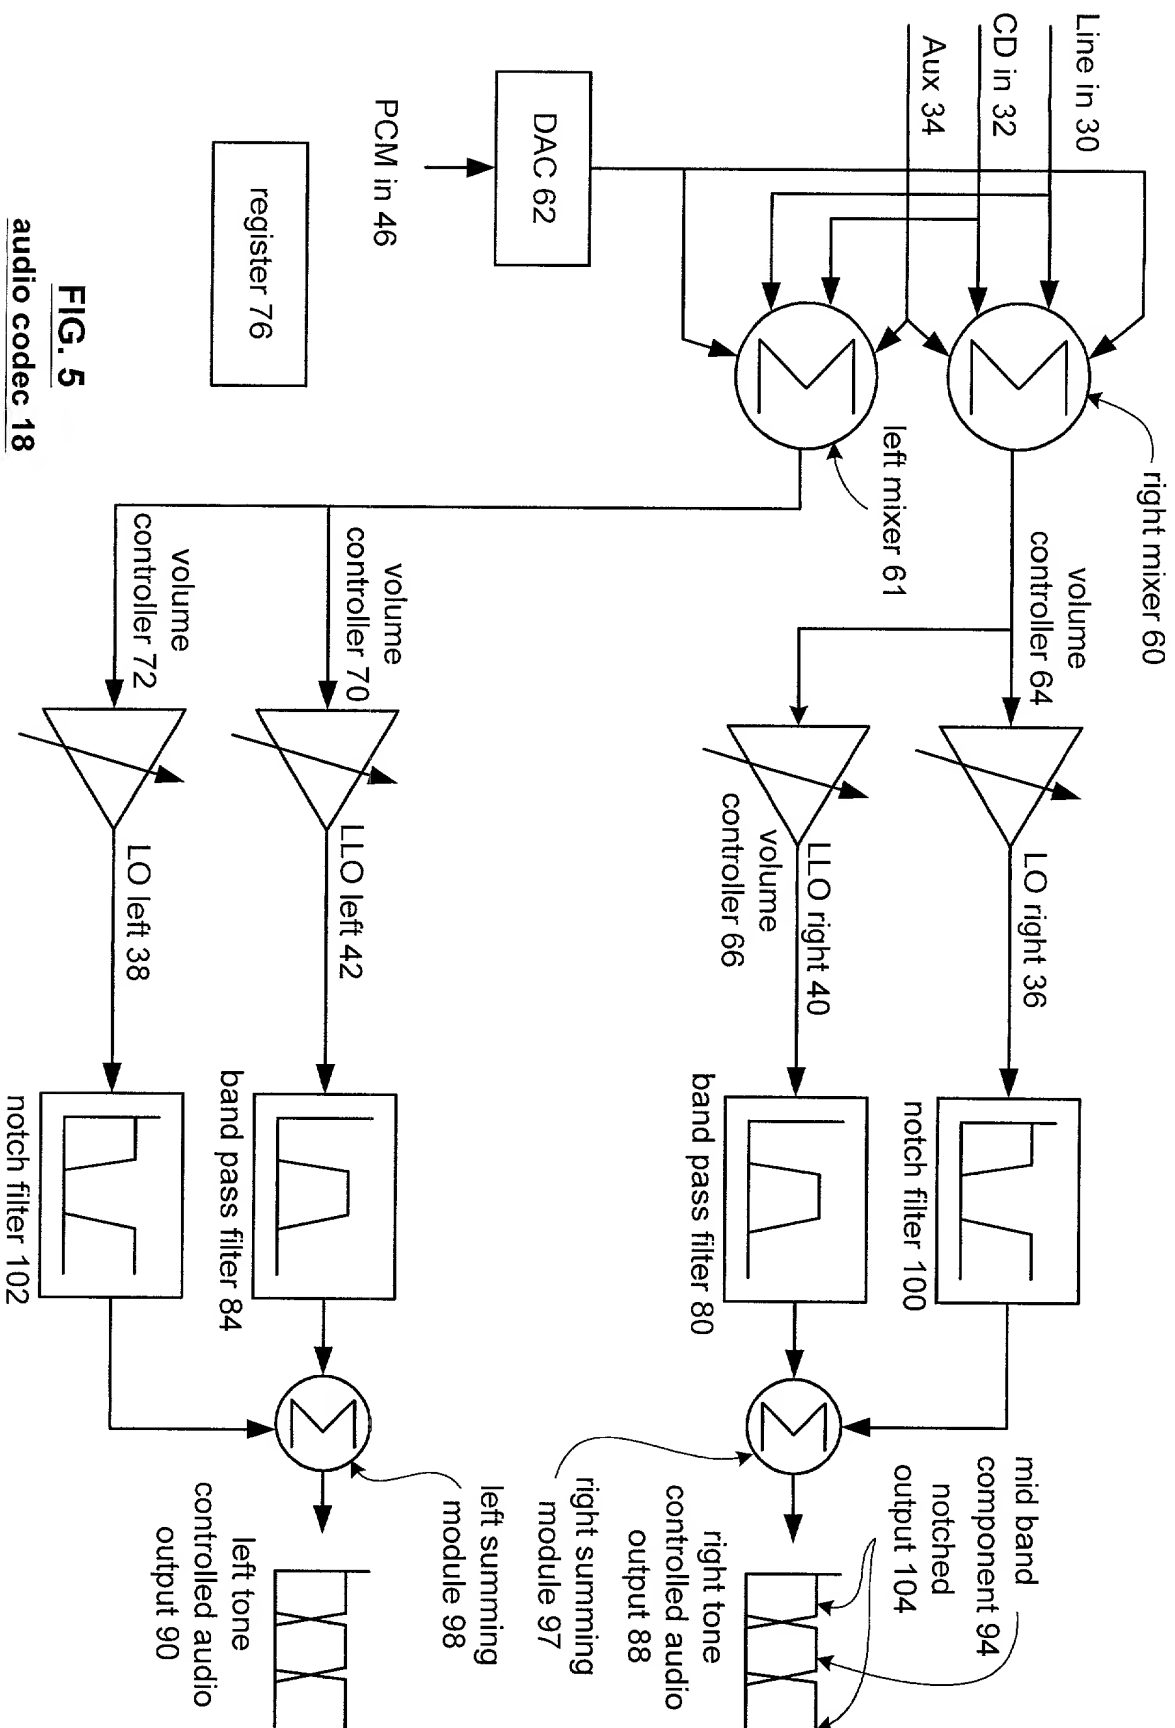 Line in 30
CD in 32
Aux 34
right mixer 60
left mixer 61
DAC 62
PCM in 46
register 76
volume
controller 64
LO right 36
notch filter 100
mid band
component 94
notched
output 104
LLO right 40
volume
controller 66
band pass filter 80
right tone
controlled audio
output 88
right summing
module 97
volume
controller 70
LLO left 42
band pass filter 84
left summing
module 98
volume
controller 72
LO left 38
notch filter 102
left tone
controlled audio
output 90
FIG. 5
audio codec 18